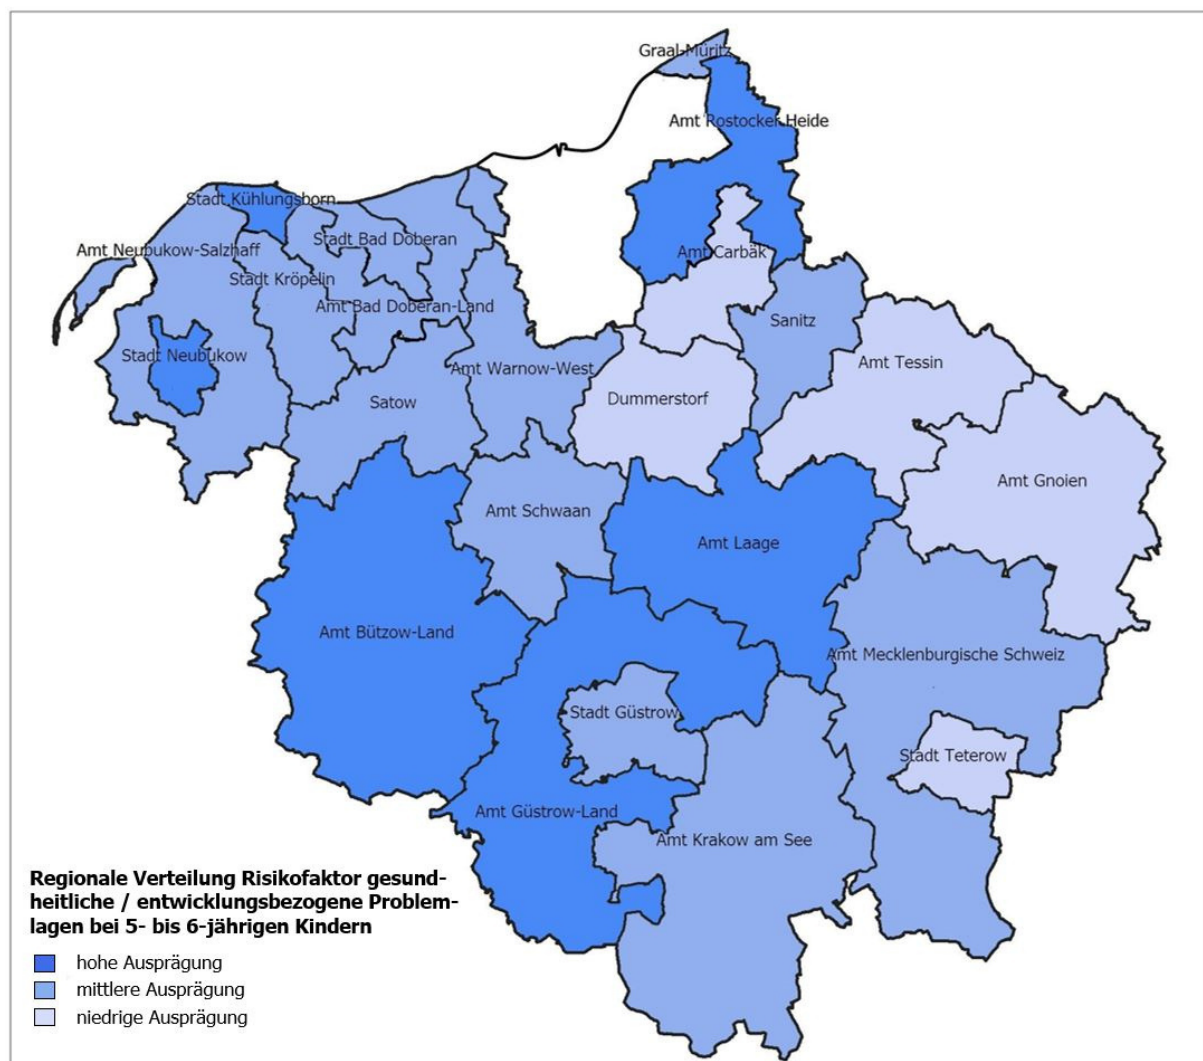 Graal-Müritz
Amt Rostocker Heide
Stadt Kühlungsborn
Stadt Bad Doberan
Amt Neubukow-Salzhaff
Amt Carbäk
Stadt Kröpelin
Amt Bad Doberan-Land
Sanitz
Stadt Neubukow
Amt Warnow-West
Amt Tessin
Satow
Dummerstorf
Amt Gnoien
Amt Schwaan
Amt Laage
Amt Bützow-Land
Amt Mecklenburgische Schweiz
Stadt Güstrow
Stadt Teterow
Amt Güstrow-Land
Amt Krakow am See
Regionale Verteilung Risikofaktor gesund-
heitliche / entwicklungsbezogene Problem-
lagen bei 5- bis 6-jährigen Kindern
hohe Ausprägung
mittlere Ausprägung
niedrige Ausprägung